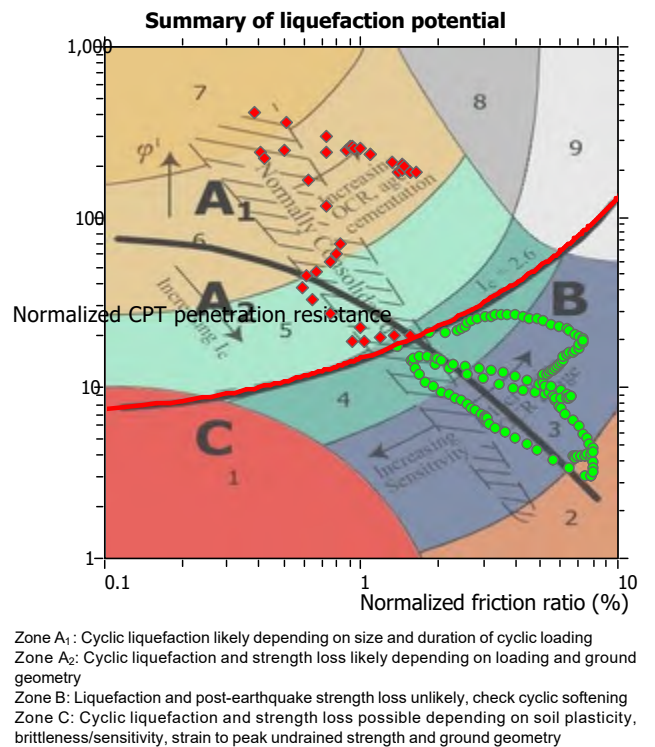 Summary of liquefaction potential
1,000
7
8
9
φ'
Increasing
OCR, age
cementation
A1
Normally Consolidated
100
6
Ic = 2.6
A2
B
Increasing Ic
5
Normalized CPT penetration resistance
10
4
C
Increasing
Sensitivity
3
1
2
1
0.1
1
10
Normalized friction ratio (%)
Zone A1: Cyclic liquefaction likely depending on size and duration of cyclic loading
Zone A2: Cyclic liquefaction and strength loss likely depending on loading and ground
geometry
Zone B: Liquefaction and post-earthquake strength loss unlikely, check cyclic softening
Zone C: Cyclic liquefaction and strength loss possible depending on soil plasticity,
brittleness/sensitivity, strain to peak undrained strength and ground geometry